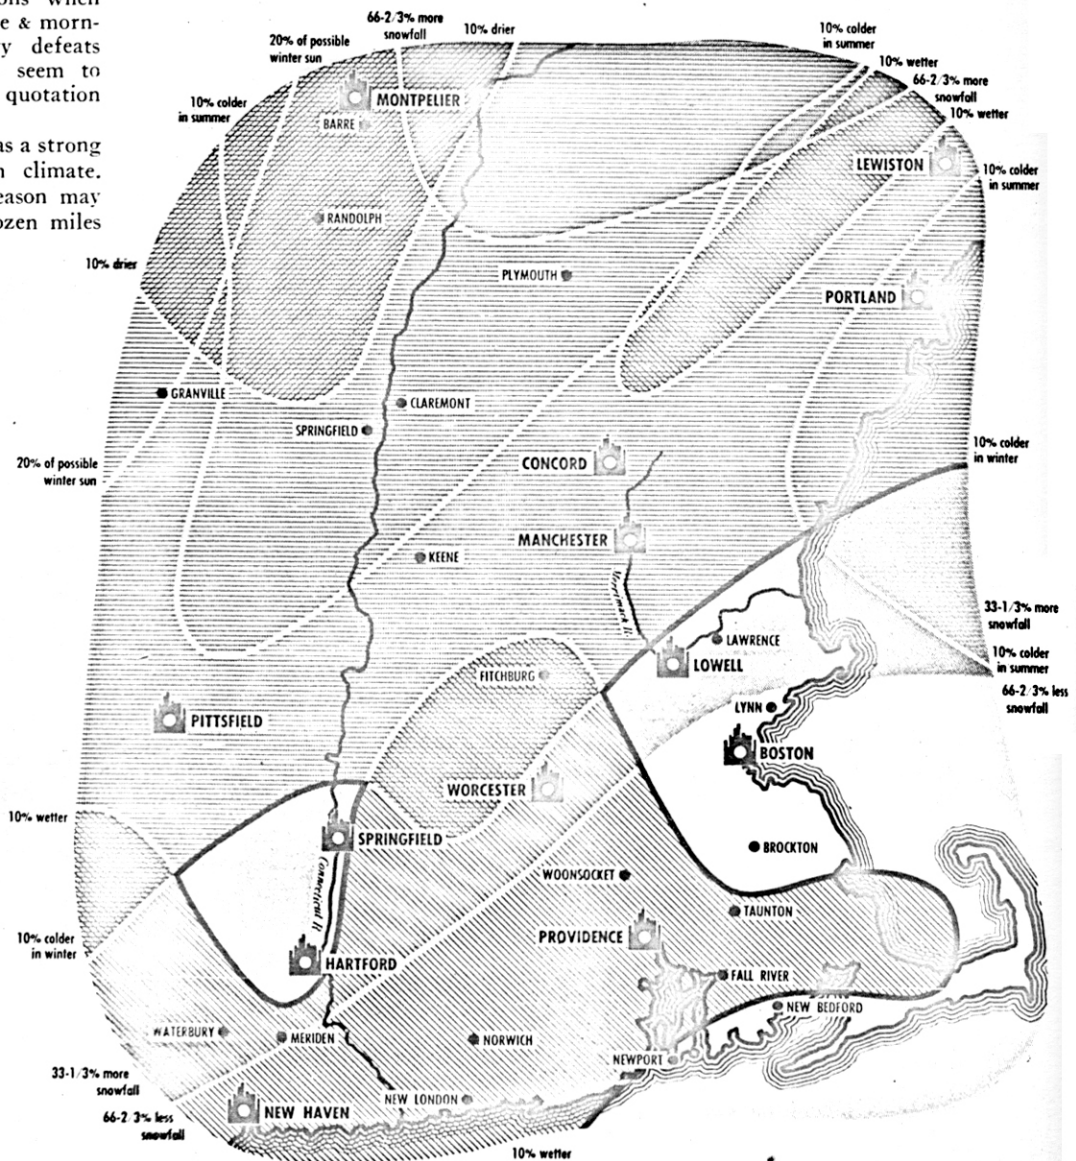 ons when
e & morn-
y defeats
seem to
quotation
as a strong
n climate.
eason may
ozen miles
66-2/3% more
snowfall
10% drier
20% of possible
winter sun
10% colder
in summer
10% colder
in summer
10% wetter
66-2/3% more
snowfall
10% wetter
10% colder
in summer
MONTPELIER
BARRE
LEWISTON
RANDOLPH
10% drier
PLYMOUTH
PORTLAND
GRANVILLE
CLAREMONT
SPRINGFIELD
20% of possible
winter sun
CONCORD
10% colder
in winter
MANCHESTER
KEENE
Merrimack R.
33-1/3% more
snowfall
LAWRENCE
LOWELL
10% colder
in summer
FITCHBURG
66-2/3% less
snowfall
LYNN
PITTSFIELD
BOSTON
WORCESTER
10% wetter
SPRINGFIELD
BROCKTON
Connecticut R.
WOONSOCKET
TAUNTON
PROVIDENCE
10% colder
in winter
HARTFORD
FALL RIVER
NEW BEDFORD
WATERBURY
MERIDEN
NORWICH
NEWPORT
33-1/3% more
snowfall
NEW LONDON
66-2/3% less
snowfall
NEW HAVEN
10% wetter